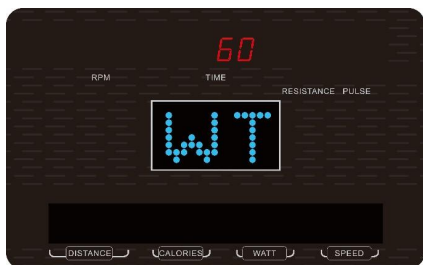 60
RPM TIME
RESISTANCE PULSE
WT
DISTANCE CALORIES WATT SPEED